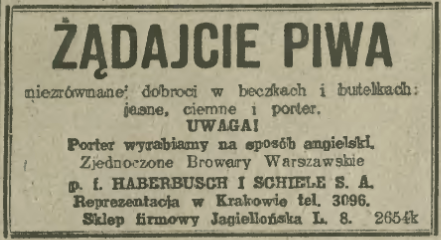 ŻĄDAJCIE PIWA
niezrównanej dobroci w beczkach i butelkach:
jasne, ciemne i porter.
UWAGA!
Porter wyrabiamy na sposób angielski.
Zjednoczone Browary Warszawskie
p. f. HABERBUSCH I SCHIELE S. A.
Reprezentacja w Krakowie tel. 3096.
Sklep firmowy Jagiellońska L. 8. 2654k